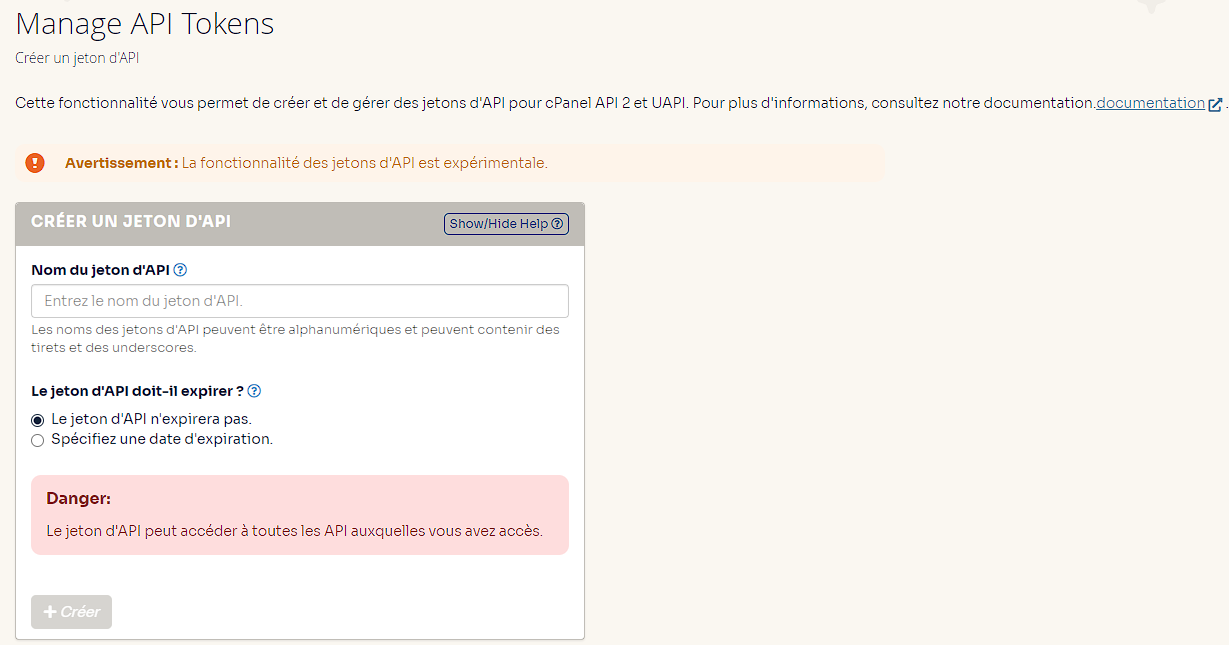 Manage API Tokens
Créer un jeton d'API
Cette fonctionnalité vous permet de créer et de gérer des jetons d'API pour cPanel API 2 et UAPI. Pour plus d'informations, consultez notre documentation.documentation .
Avertissement : La fonctionnalité des jetons d'API est expérimentale.
CRÉER UN JETON D'API
Show/Hide Help
Nom du jeton d'API
Entrez le nom du jeton d'API.
Les noms des jetons d'API peuvent être alphanumériques et peuvent contenir des
tirets et des underscores.
Le jeton d'API doit-il expirer ?
Le jeton d'API n'expirera pas.
Spécifiez une date d'expiration.
Danger:
Le jeton d'API peut accéder à toutes les API auxquelles vous avez accès.
Créer